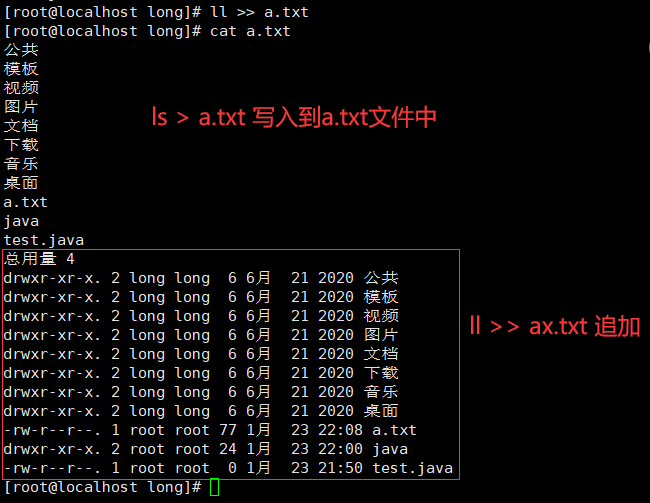 [root@localhost long]# ll >> a.txt
[root@localhost long]# cat a.txt
公共
模板
视频
图片
文档
下载
音乐
桌面
a.txt
java
test.java
ls > a.txt 写入到a.txt文件中
总用量 4
drwxr-xr-x. 2 long long  6 6月  21 2020 公共
drwxr-xr-x. 2 long long  6 6月  21 2020 模板
drwxr-xr-x. 2 long long  6 6月  21 2020 视频
drwxr-xr-x. 2 long long  6 6月  21 2020 图片
drwxr-xr-x. 2 long long  6 6月  21 2020 文档
drwxr-xr-x. 2 long long  6 6月  21 2020 下载
drwxr-xr-x. 2 long long  6 6月  21 2020 音乐
drwxr-xr-x. 2 long long  6 6月  21 2020 桌面
-rw-r--r--. 1 root root 77 1月  23 22:08 a.txt
drwxr-xr-x. 2 root root 24 1月  23 22:00 java
-rw-r--r--. 1 root root  0 1月  23 21:50 test.java
ll >> ax.txt 追加
[root@localhost long]#